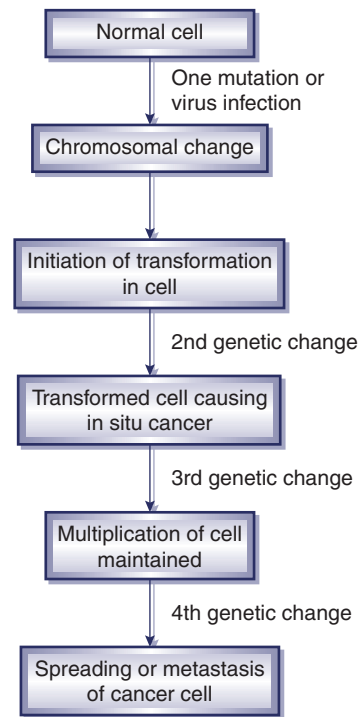 Normal cell
One mutation or
virus infection
Chromosomal change
Initiation of transformation
in cell
2nd genetic change
Transformed cell causing
in situ cancer
3rd genetic change
Multiplication of cell
maintained
4th genetic change
Spreading or metastasis
of cancer cell